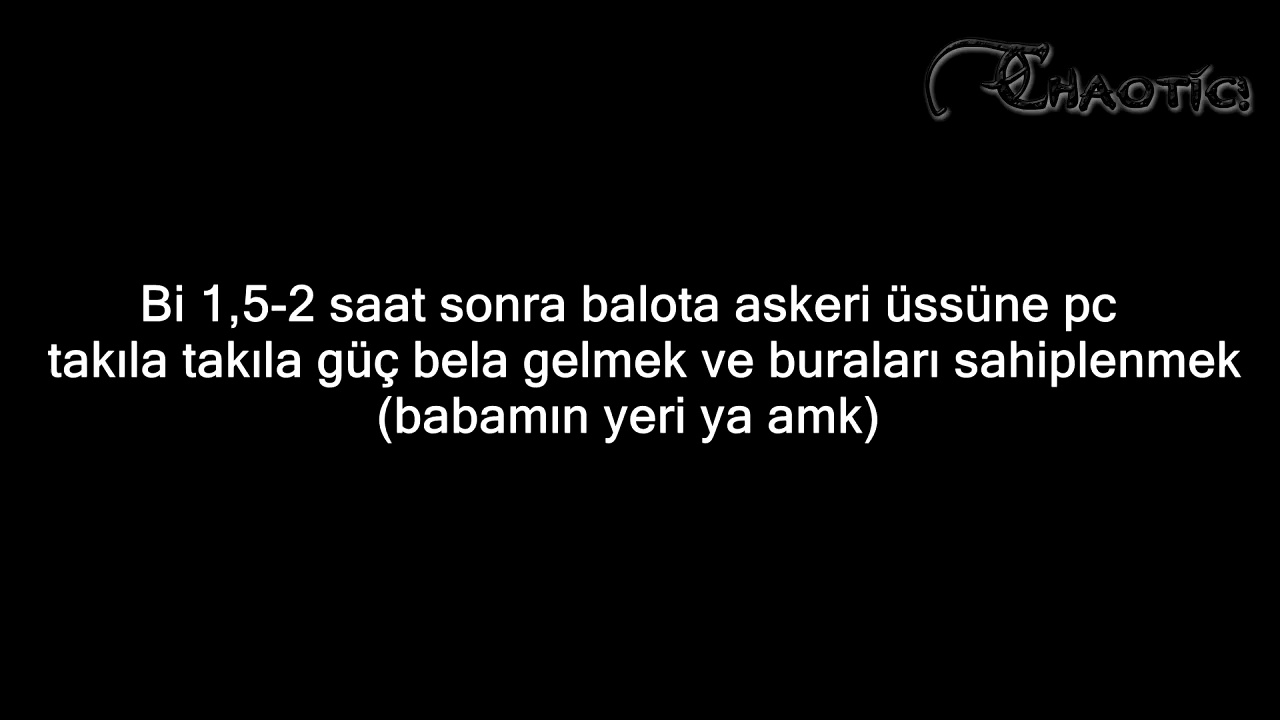 CHAOTİC!
Bi 1,5-2 saat sonra balota askeri üssüne pc
takıla takıla güç bela gelmek ve buraları sahiplenmek
(babamın yeri ya amk)